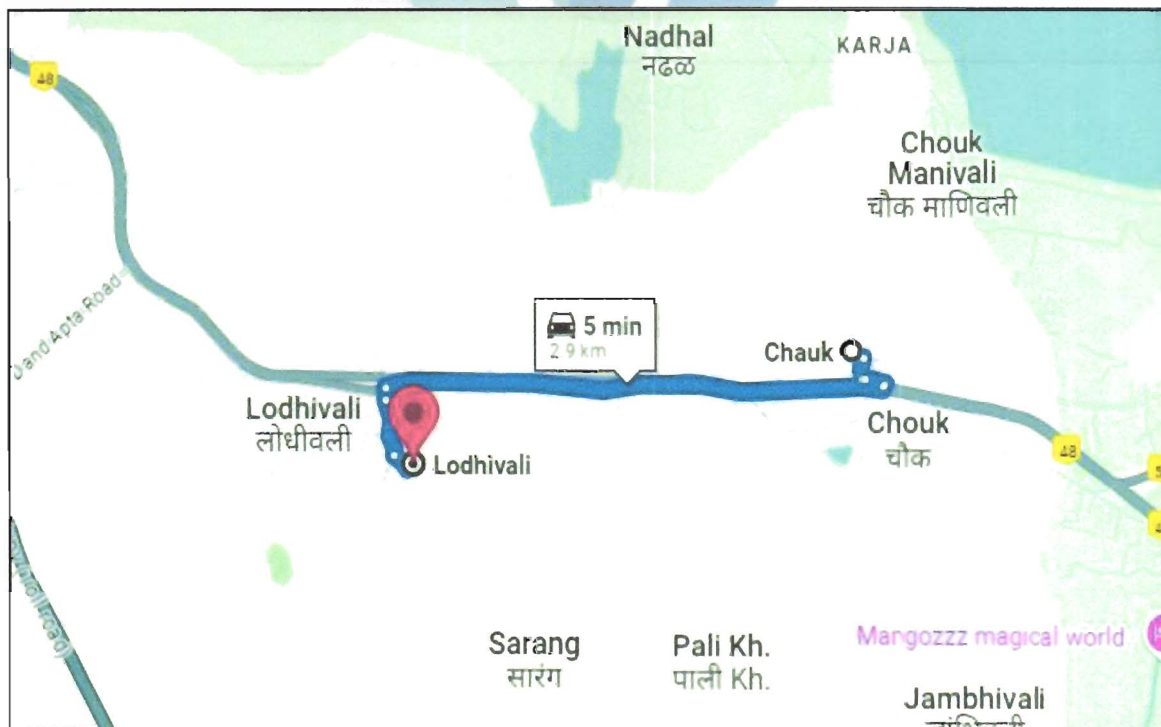 Nadhal
नढळ
KARJA
48
Chouk
Manivali
चौक माणिवली
Dand Apta Road
5 min
2.9 km
Chauk
Lodhivali
लोधीवली
Lodhivali
Chouk
चौक
48
Sarang
सारंग
Pali Kh.
पाली Kh.
Mangozzz magical world
Jambhivali